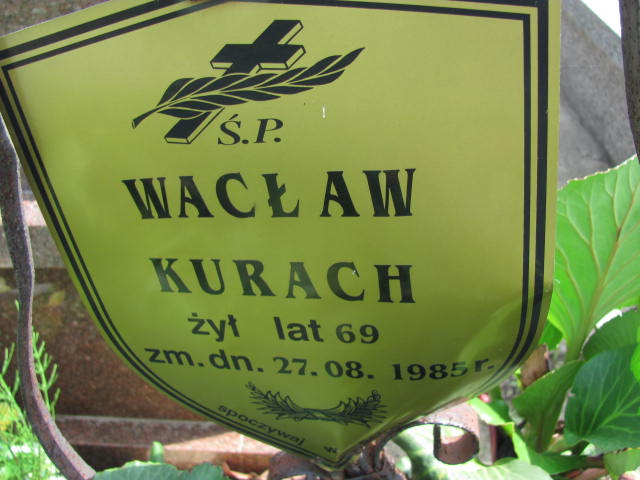 Ś.P.
WACŁAW
KURACH
żył lat 69
zm. dn. 27.08. 1985 r.
spoczywaj w